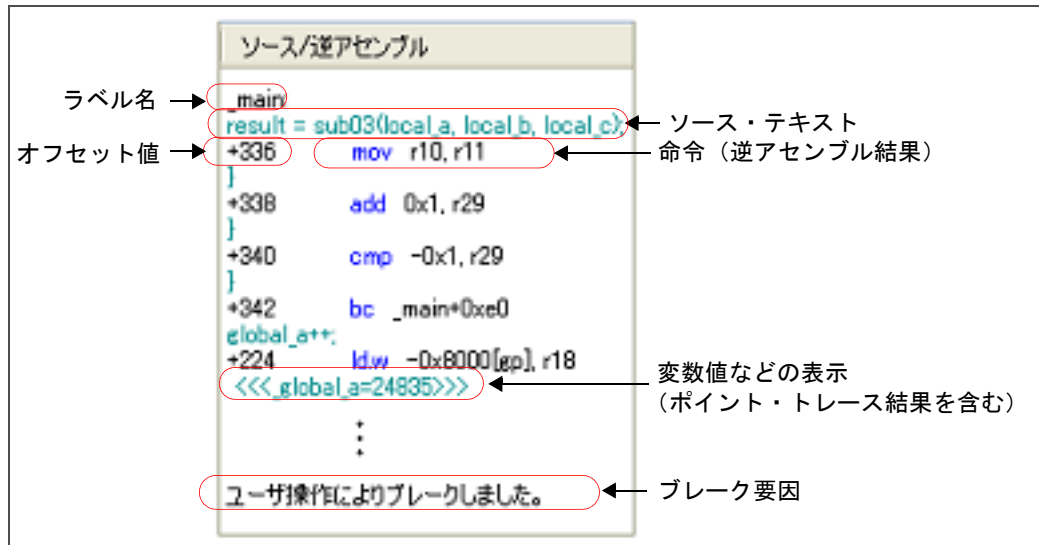 ソース/逆アセンブル
ラベル名
_main
result = sub03(local_a, local_b, local_c);
ソース・テキスト
オフセット値
+336 mov r10, r11
命令（逆アセンブル結果）
}
+338 add 0x1, r29
}
+340 cmp -0x1, r29
}
+342 bc _main+0xe0
global_a++;
+224 ld.w -0x8000[gp], r18
<<<_global_a=24835>>>
変数値などの表示
（ポイント・トレース結果を含む）
ユーザ操作によりブレークしました。
ブレーク要因